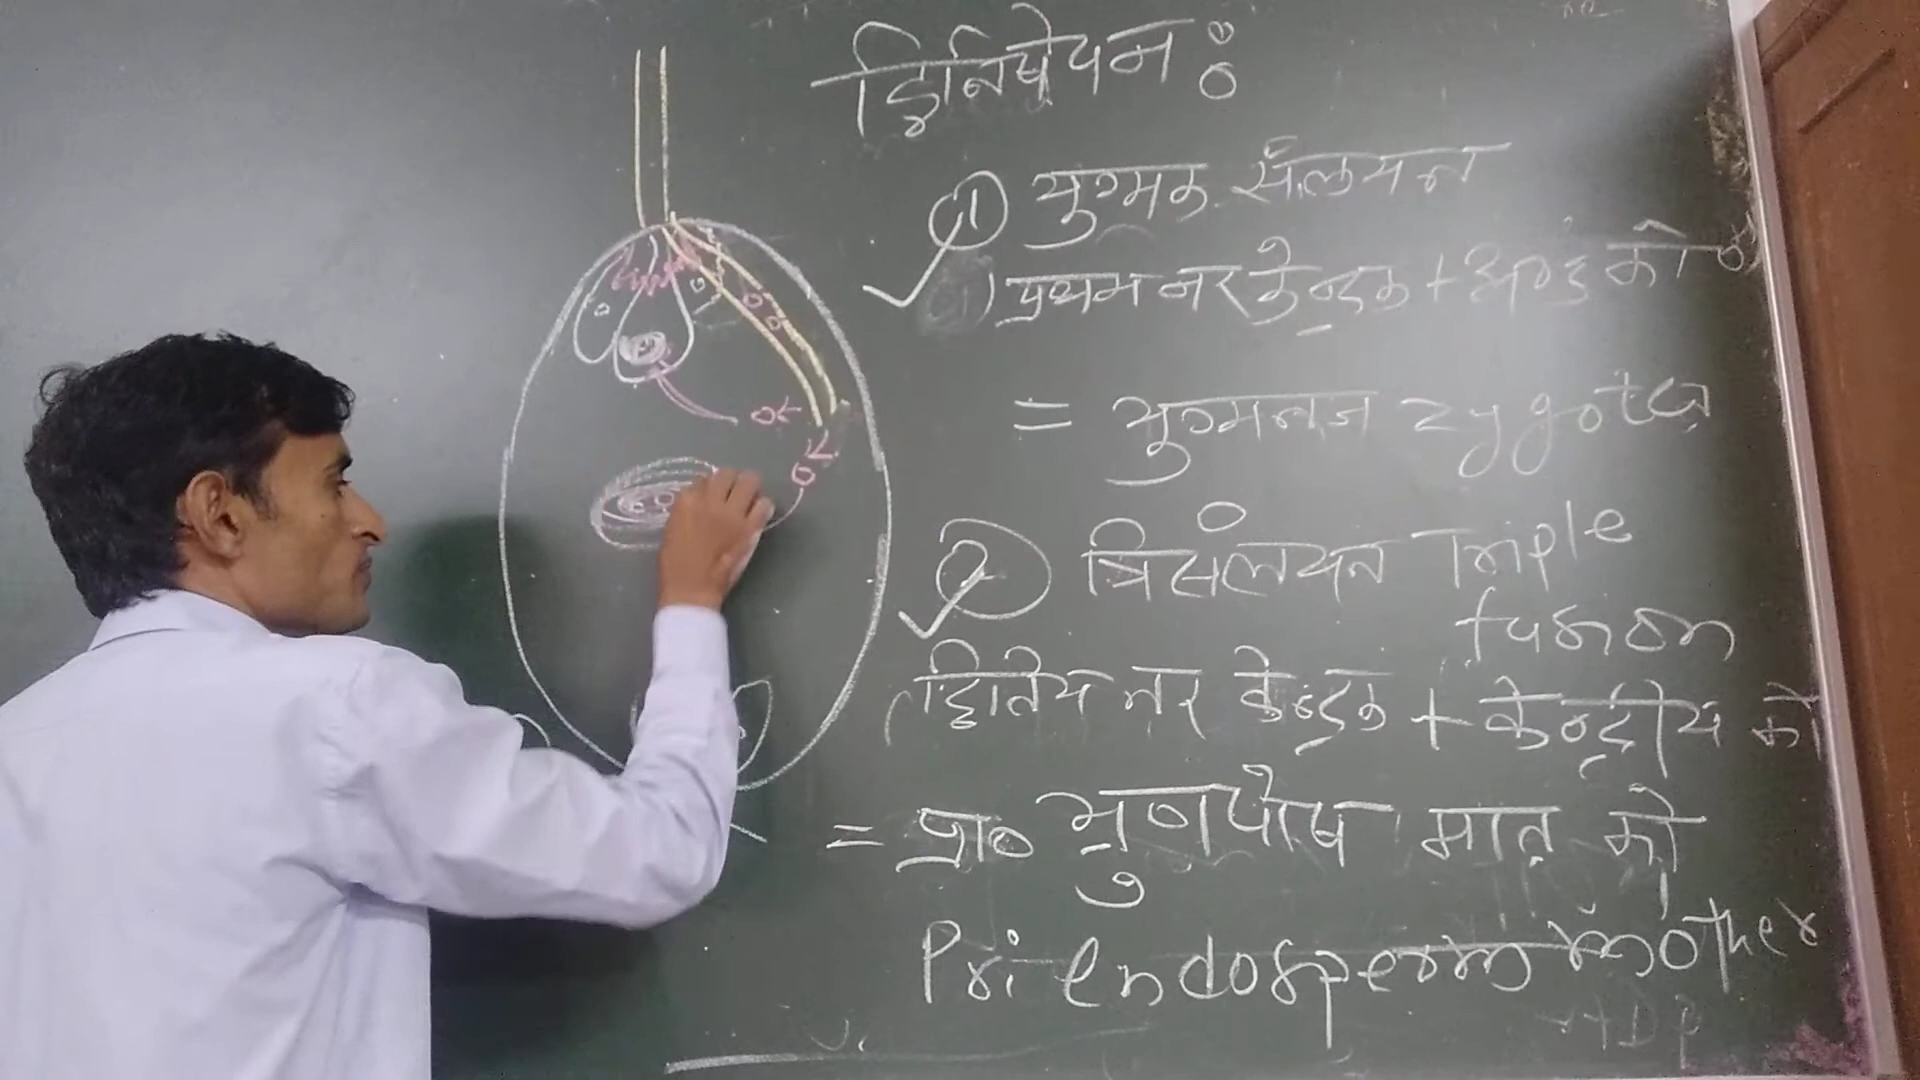 द्विनिषेचन :
① युग्मक संलयन
प्रथम नर केन्द्रक + अण्ड को०
= युग्मनज zygote
② त्रिसंलयन Triple
fusion
द्वितिय नर केन्द्रक + केन्द्रीय को
= प्रा० भ्रुणपोष मातृ को
Pri endosperm mother